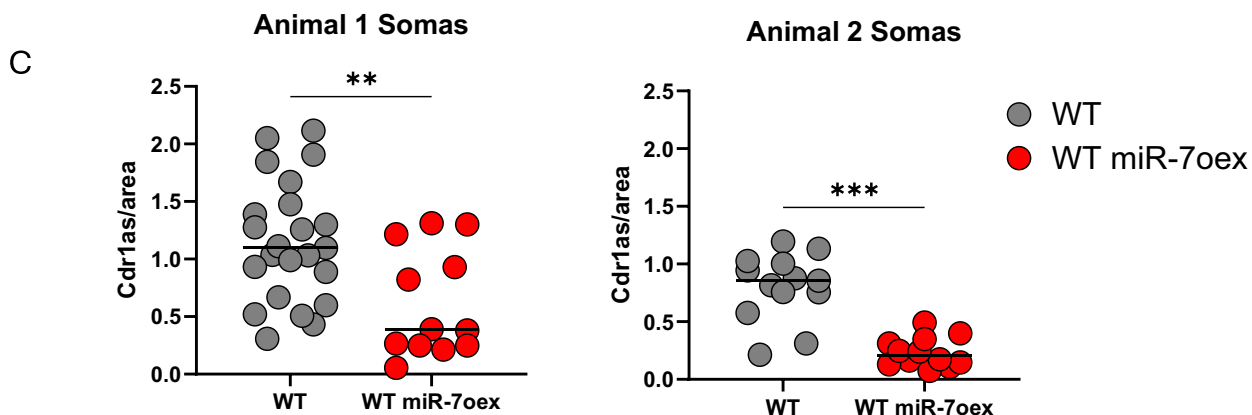 C
Animal 1 Somas
**
2.5
2.0
1.5
1.0
0.5
0.0
Cdr1as/area
WT
WT miR-7oex
Animal 2 Somas
***
2.5
2.0
1.5
1.0
0.5
0.0
Cdr1as/area
WT
WT miR-7oex
WT
WT miR-7oex